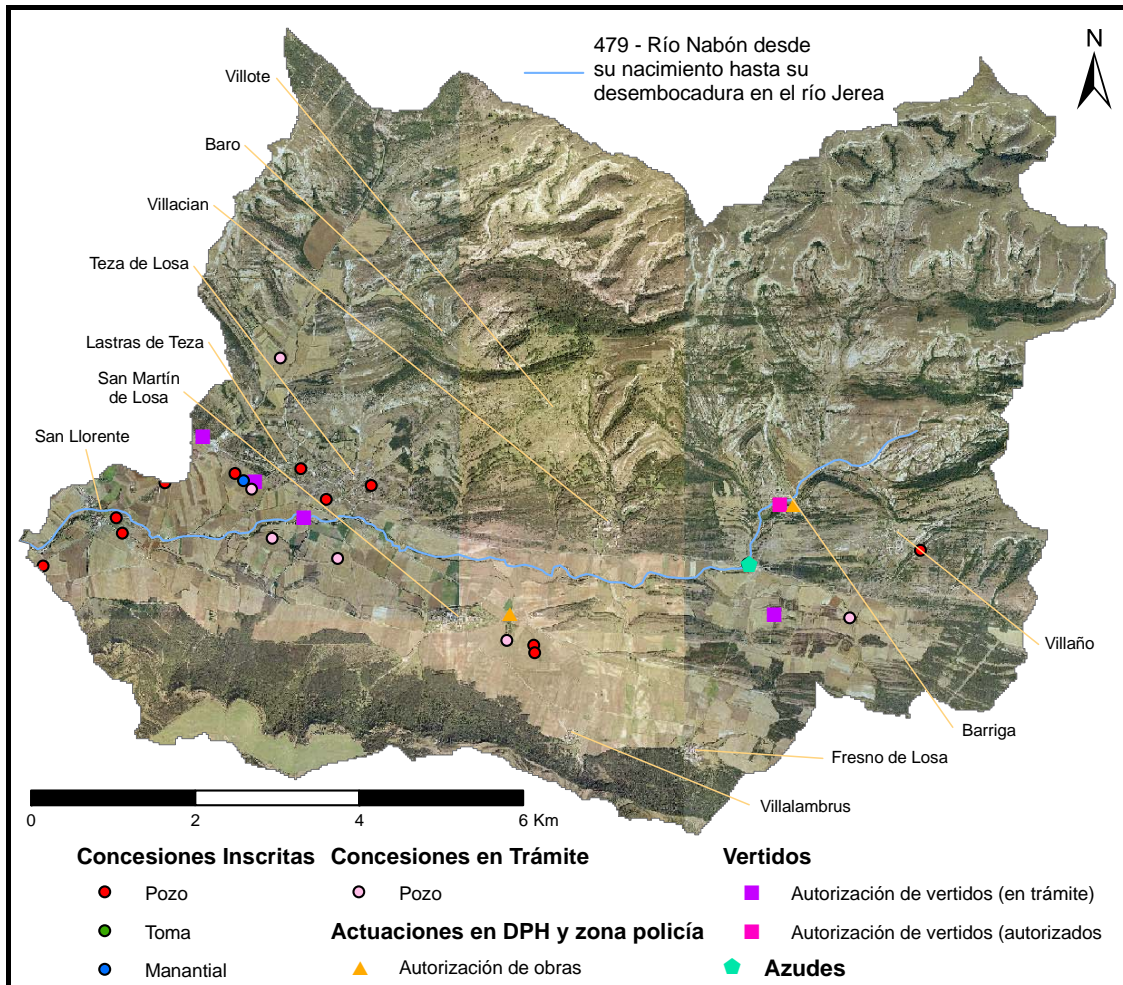 479 - Río Nabón desde
su nacimiento hasta su
desembocadura en el río Jerea
N
Villote
Baro
Villacian
Teza de Losa
Lastras de Teza
San Martín
de Losa
San Llorente
Villaño
Barriga
Fresno de Losa
Villalambrus
0 2 4 6 Km
Concesiones Inscritas
Pozo
Toma
Manantial
Concesiones en Trámite
Pozo
Actuaciones en DPH y zona policía
Autorización de obras
Vertidos
Autorización de vertidos (en trámite)
Autorización de vertidos (autorizados
Azudes